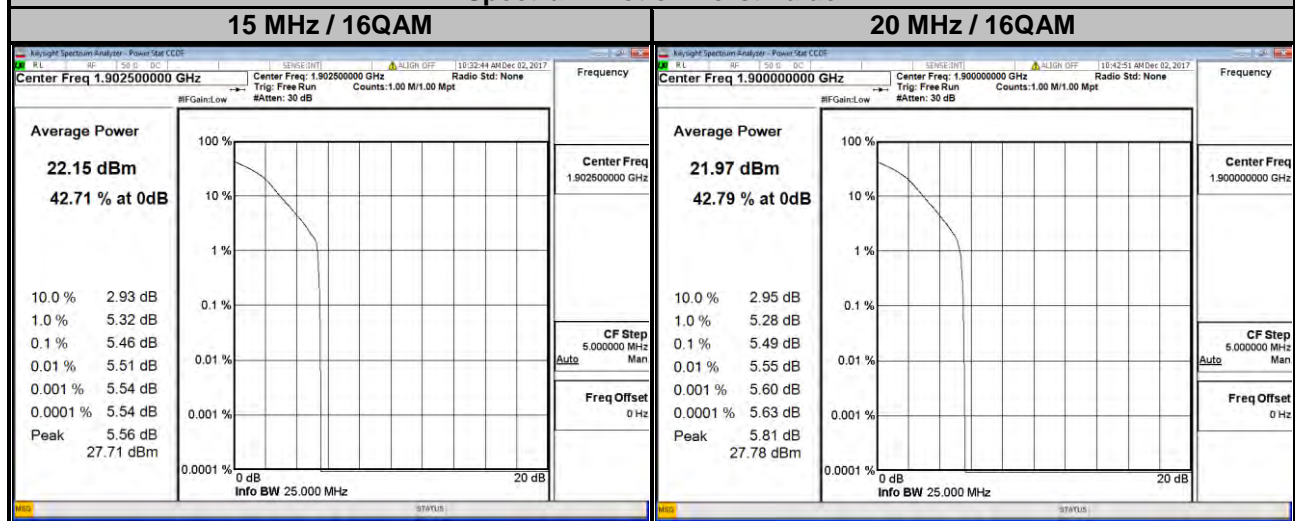 15 MHz / 16QAM
Keysight Spectrum Analyzer - Power Stat CCDF
RL RF 50 Ω DC SENSE:INT ALIGN OFF 10:32:44 AM Dec 02, 2017
Center Freq 1.902500000 GHz
Center Freq: 1.902500000 GHz
Radio Std: None
Trig: Free Run Counts:1.00 M/1.00 Mpt
#IFGain:Low #Atten: 30 dB
Frequency
Average Power
22.15 dBm
42.71 % at 0dB
10.0 % 2.93 dB
1.0 % 5.32 dB
0.1 % 5.46 dB
0.01 % 5.51 dB
0.001 % 5.54 dB
0.0001 % 5.54 dB
Peak 5.56 dB
27.71 dBm
100 %
10 %
1 %
0.1 %
0.01 %
0.001 %
0.0001 %
0 dB 20 dB
Info BW 25.000 MHz
Center Freq
1.902500000 GHz
CF Step
5.000000 MHz
Auto Man
Freq Offset
0 Hz
MSG STATUS
20 MHz / 16QAM
Keysight Spectrum Analyzer - Power Stat CCDF
RL RF 50 Ω DC SENSE:INT ALIGN OFF 10:42:51 AM Dec 02, 2017
Center Freq 1.900000000 GHz
Center Freq: 1.900000000 GHz
Radio Std: None
Trig: Free Run Counts:1.00 M/1.00 Mpt
#IFGain:Low #Atten: 30 dB
Frequency
Average Power
21.97 dBm
42.79 % at 0dB
10.0 % 2.95 dB
1.0 % 5.28 dB
0.1 % 5.49 dB
0.01 % 5.55 dB
0.001 % 5.60 dB
0.0001 % 5.63 dB
Peak 5.81 dB
27.78 dBm
100 %
10 %
1 %
0.1 %
0.01 %
0.001 %
0.0001 %
0 dB 20 dB
Info BW 25.000 MHz
Center Freq
1.900000000 GHz
CF Step
5.000000 MHz
Auto Man
Freq Offset
0 Hz
MSG STATUS